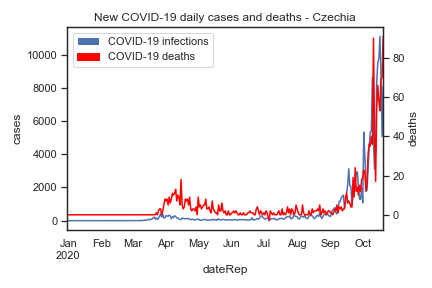 New COVID-19 daily cases and deaths - Czechia
COVID-19 infections
COVID-19 deaths
10000
8000
6000
4000
2000
0
cases
80
60
40
20
0
deaths
Jan Feb Mar Apr May Jun Jul Aug Sep Oct
2020
dateRep